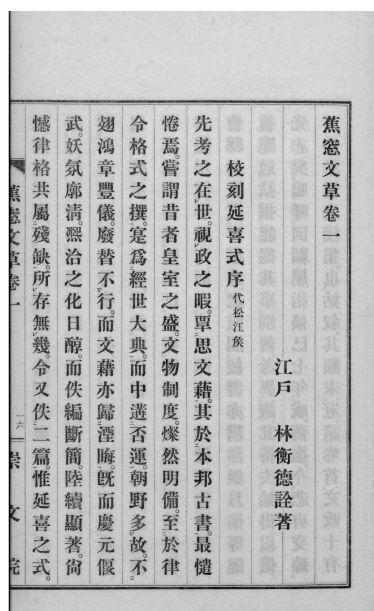 蕉窓文草卷一
江戶　林衡德詮著
校刻延喜式序代松江矦
先考之在世。視政之暇。覃思文藉。其於本邦古書。最惓
惓焉。嘗謂昔者皇室之盛。文物制度。燦然明備。至於律
令格式之撰。寔爲經世大典。而中遘否運。朝野多故。不
翅鴻章豐儀。廢替不行。而文藉亦歸湮晦。旣而慶元偃
武。妖氛廓淸。熙洽之化日醇。而佚編斷簡。陸續顯著。尙
憾律格共屬殘缺。所存無幾。令又佚二篇。惟延喜之式。
蕉窓文草卷一
一六
崇文院